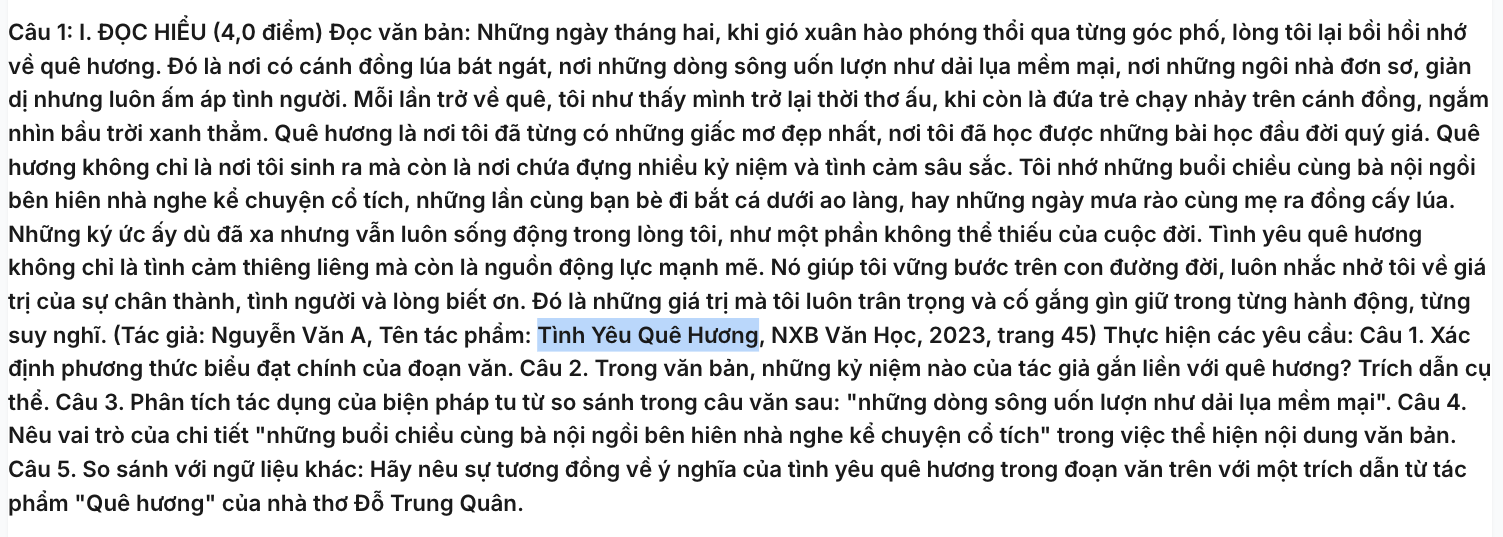 Câu 1: I. ĐỌC HIỂU (4,0 điểm) Đọc văn bản: Những ngày tháng hai, khi gió xuân hào phóng thổi qua từng góc phố, lòng tôi lại bồi hồi nhớ
về quê hương. Đó là nơi có cánh đồng lúa bát ngát, nơi những dòng sông uốn lượn như dải lụa mềm mại, nơi những ngôi nhà đơn sơ, giản
dị nhưng luôn ấm áp tình người. Mỗi lần trở về quê, tôi như thấy mình trở lại thời thơ ấu, khi còn là đứa trẻ chạy nhảy trên cánh đồng, ngắm
nhìn bầu trời xanh thẳm. Quê hương là nơi tôi đã từng có những giấc mơ đẹp nhất, nơi tôi đã học được những bài học đầu đời quý giá. Quê
hương không chỉ là nơi tôi sinh ra mà còn là nơi chứa đựng nhiều kỷ niệm và tình cảm sâu sắc. Tôi nhớ những buổi chiều cùng bà nội ngồi
bên hiên nhà nghe kể chuyện cổ tích, những lần cùng bạn bè đi bắt cá dưới ao làng, hay những ngày mưa rào cùng mẹ ra đồng cấy lúa.
Những ký ức ấy dù đã xa nhưng vẫn luôn sống động trong lòng tôi, như một phần không thể thiếu của cuộc đời. Tình yêu quê hương
không chỉ là tình cảm thiêng liêng mà còn là nguồn động lực mạnh mẽ. Nó giúp tôi vững bước trên con đường đời, luôn nhắc nhở tôi về giá
trị của sự chân thành, tình người và lòng biết ơn. Đó là những giá trị mà tôi luôn trân trọng và cố gắng gìn giữ trong từng hành động, từng
suy nghĩ. (Tác giả: Nguyễn Văn A, Tên tác phẩm: Tình Yêu Quê Hương, NXB Văn Học, 2023, trang 45) Thực hiện các yêu cầu: Câu 1. Xác
định phương thức biểu đạt chính của đoạn văn. Câu 2. Trong văn bản, những kỷ niệm nào của tác giả gắn liền với quê hương? Trích dẫn cụ
thể. Câu 3. Phân tích tác dụng của biện pháp tu từ so sánh trong câu văn sau: "những dòng sông uốn lượn như dải lụa mềm mại". Câu 4.
Nêu vai trò của chi tiết "những buổi chiều cùng bà nội ngồi bên hiên nhà nghe kể chuyện cổ tích" trong việc thể hiện nội dung văn bản.
Câu 5. So sánh với ngữ liệu khác: Hãy nêu sự tương đồng về ý nghĩa của tình yêu quê hương trong đoạn văn trên với một trích dẫn từ tác
phẩm "Quê hương" của nhà thơ Đỗ Trung Quân.